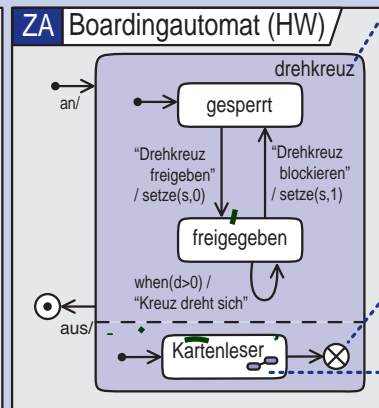 ZA Boardingautomat (HW)
drehkreuz
an/
gesperrt
“Drehkreuz
freigeben”
/ setze(s,0)
“Drehkreuz
blockieren”
/ setze(s,1)
freigegeben
when(d>0) /
“Kreuz dreht sich”
aus/
Kartenleser